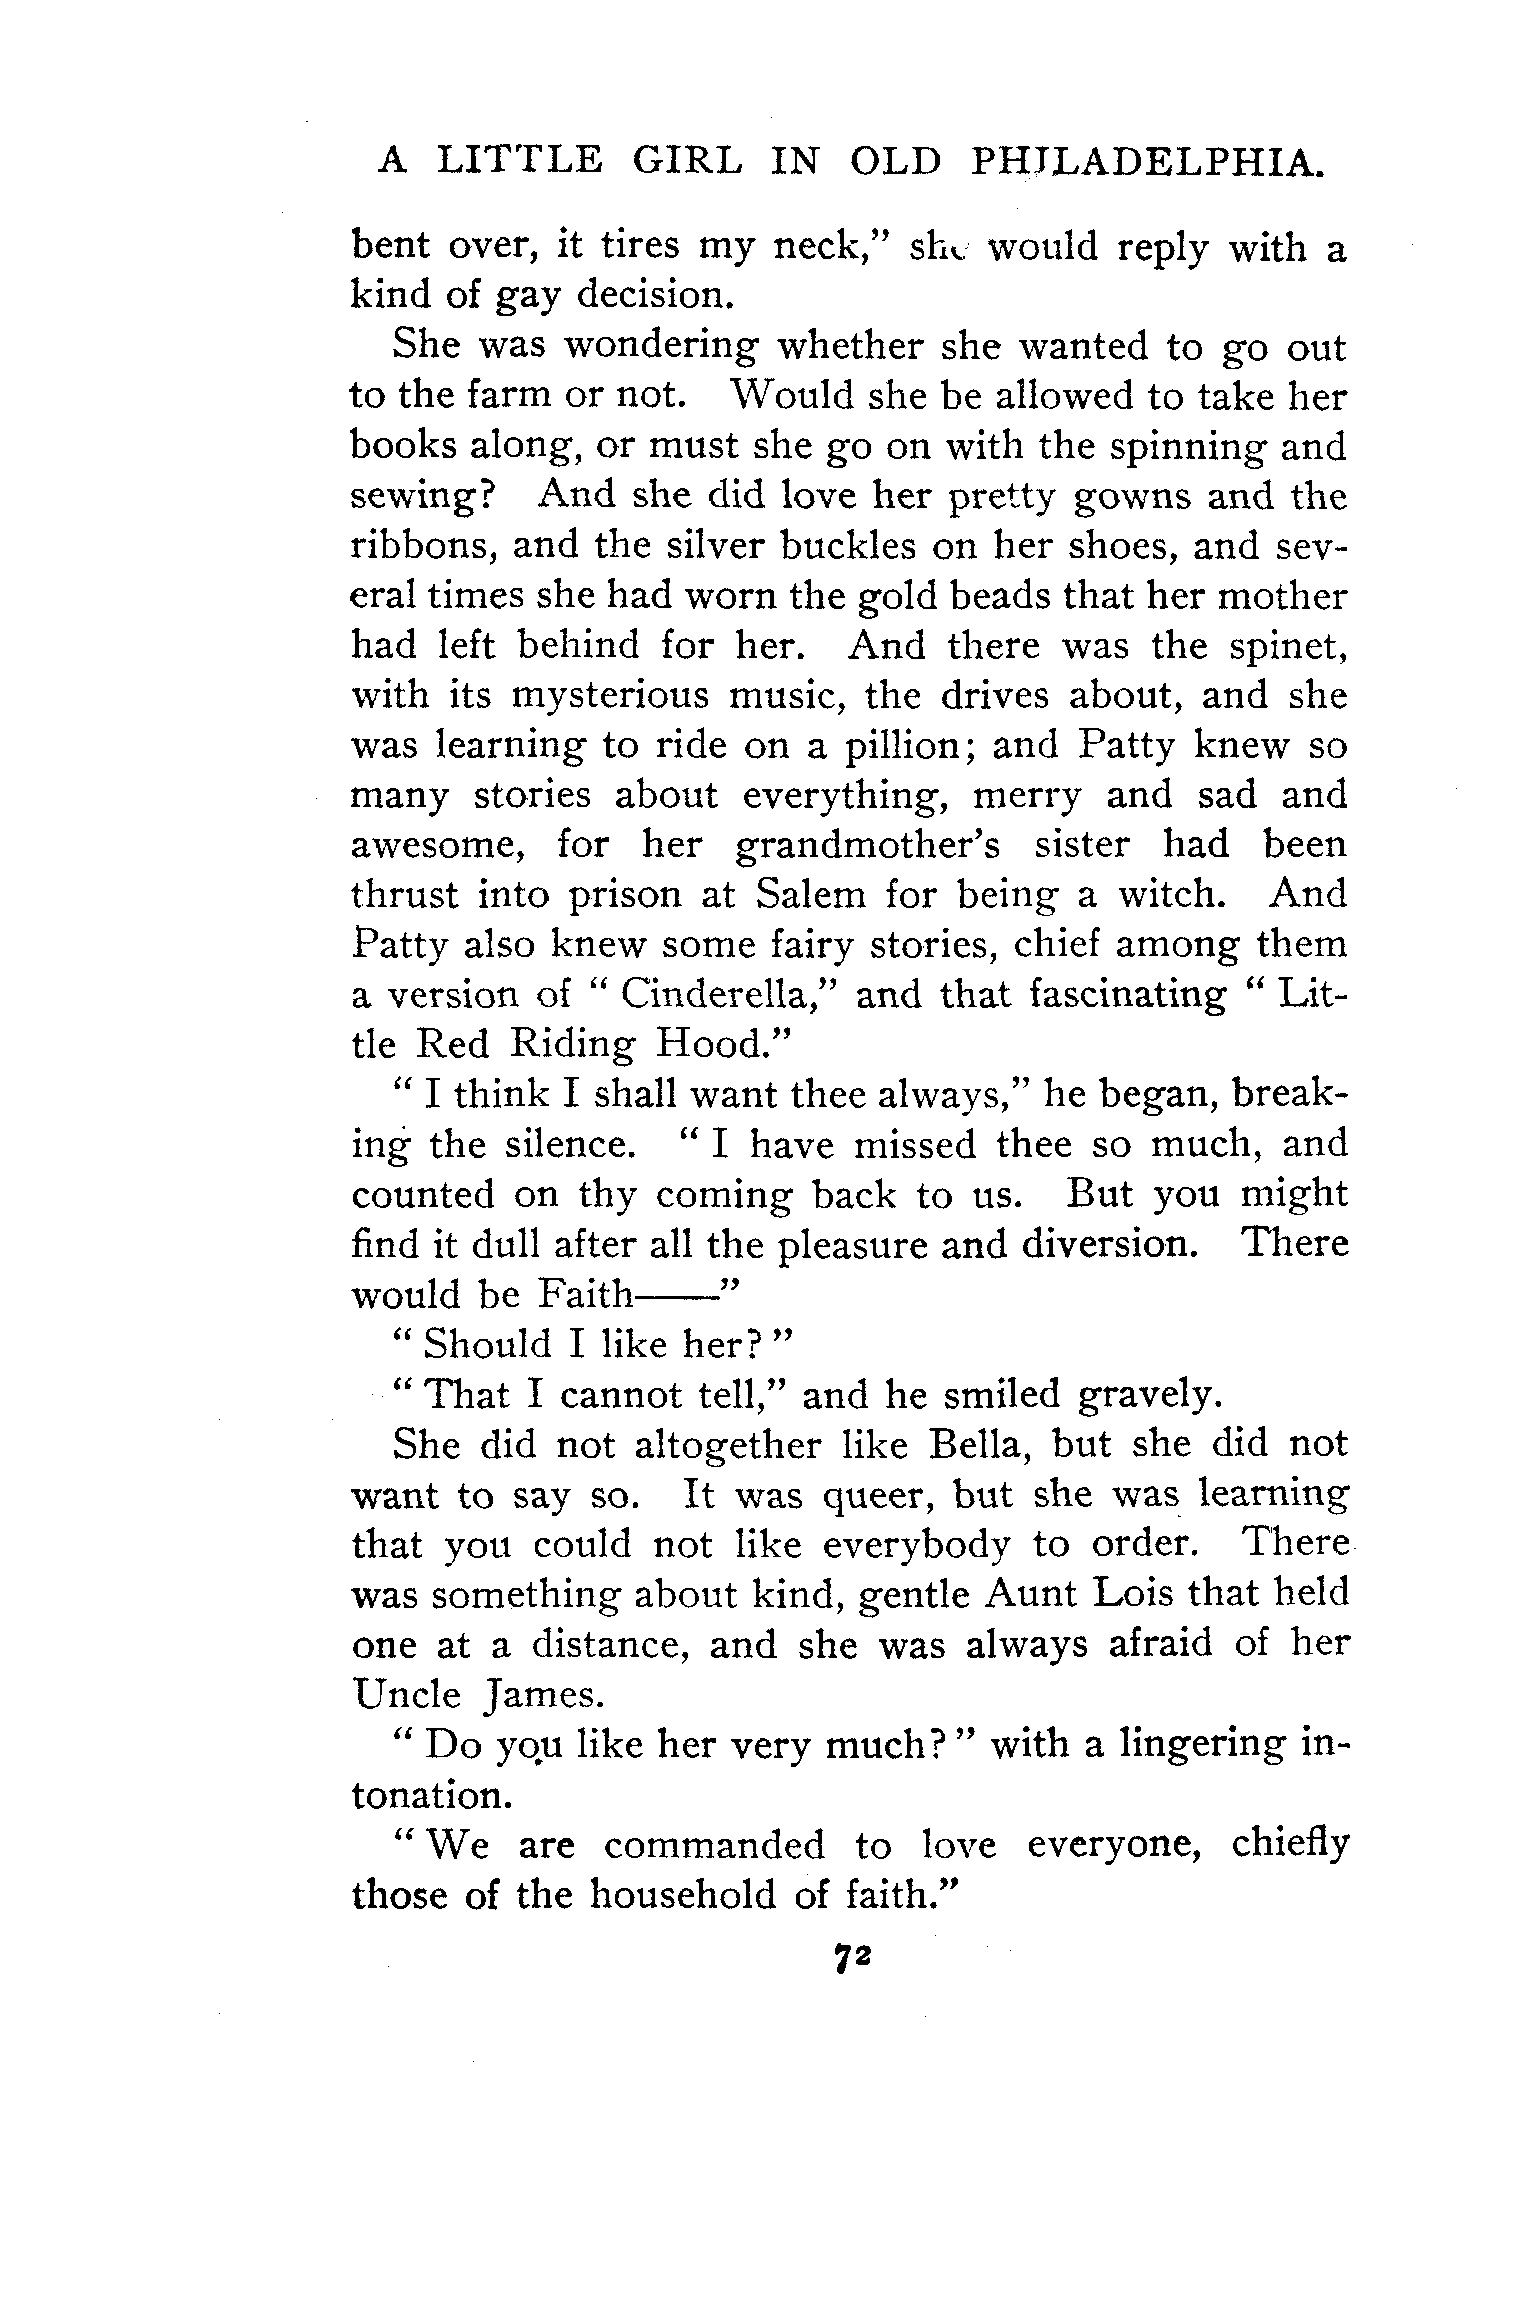 A LITTLE GIRL IN OLD PHILADELPHIA.
bent over, it tires my neck,” she would reply with a
kind of gay decision.
She was wondering whether she wanted to go out
to the farm or not. Would she be allowed to take her
books along, or must she go on with the spinning and
sewing? And she did love her pretty gowns and the
ribbons, and the silver buckles on her shoes, and sev-
eral times she had worn the gold beads that her mother
had left behind for her. And there was the spinet,
with its mysterious music, the drives about, and she
was learning to ride on a pillion; and Patty knew so
many stories about everything, merry and sad and
awesome, for her grandmother’s sister had been
thrust into prison at Salem for being a witch. And
Patty also knew some fairy stories, chief among them
a version of “ Cinderella,” and that fascinating “ Lit-
tle Red Riding Hood.”
“ I think I shall want thee always,” he began, break-
ing the silence. “ I have missed thee so much, and
counted on thy coming back to us. But you might
find it dull after all the pleasure and diversion. There
would be Faith——”
“ Should I like her? ”
“ That I cannot tell,” and he smiled gravely.
She did not altogether like Bella, but she did not
want to say so. It was queer, but she was learning
that you could not like everybody to order. There
was something about kind, gentle Aunt Lois that held
one at a distance, and she was always afraid of her
Uncle James.
“ Do you like her very much? ” with a lingering in-
tonation.
“ We are commanded to love everyone, chiefly
those of the household of faith.”
72